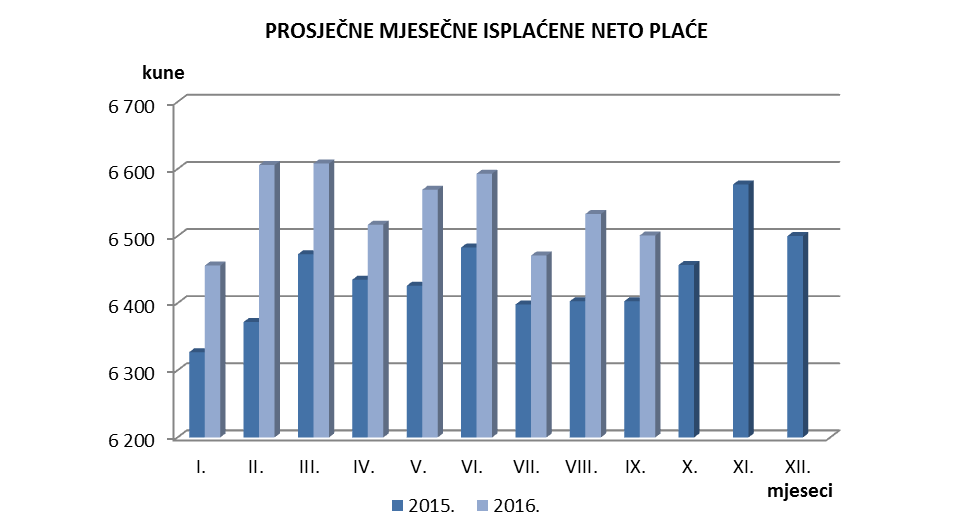 PROSJEČNE MJESEČNE ISPLAĆENE NETO PLAĆE
kune
6 700
6 600
6 500
6 400
6 300
6 200
I. II. III. IV. V. VI. VII. VIII. IX. X. XI. XII.
mjeseci
2015. 2016.